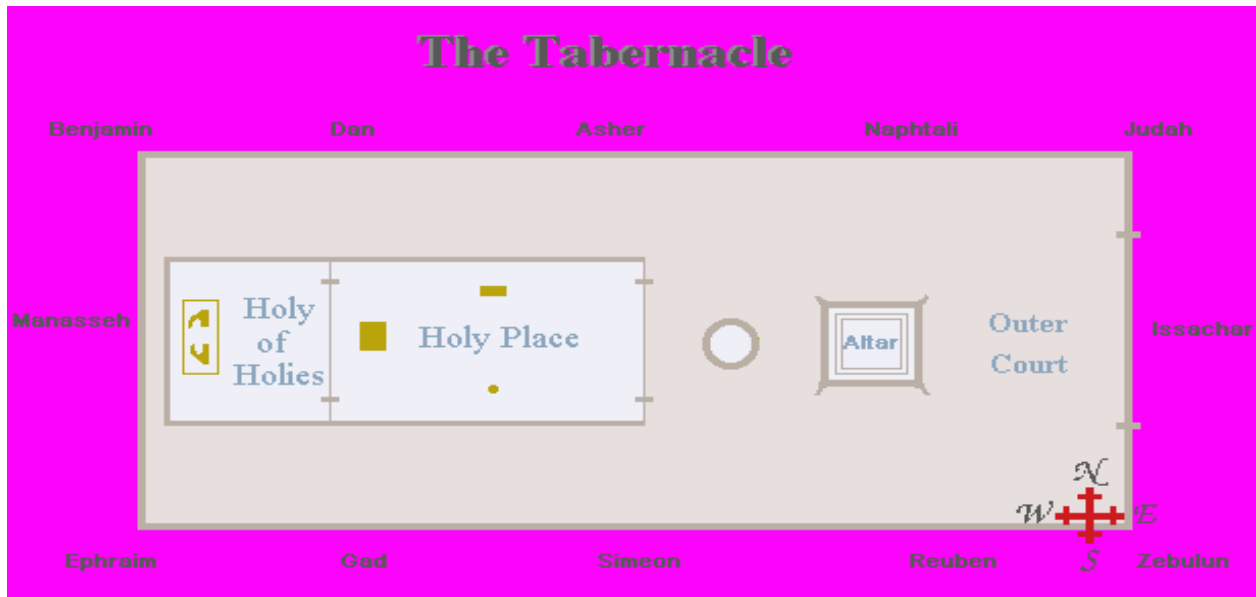 The Tabernacle
Benjamin Dan Asher Naphtali Judah
Manasseh
Holy
of
Holies
Holy Place
Altar
Outer
Court
Issachar
N
W E
S
Ephraim Gad Simeon Reuben Zebulun